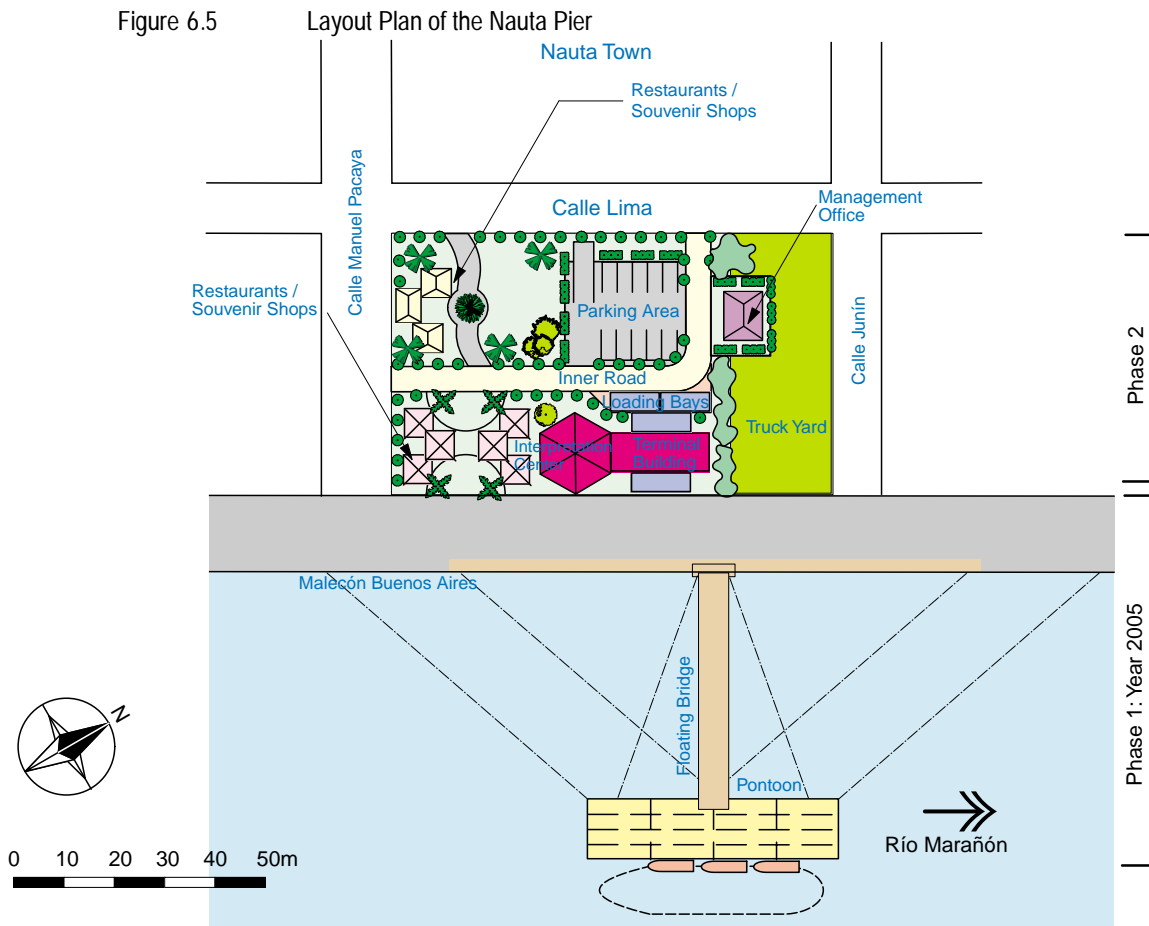 Figure 6.5 Layout Plan of the Nauta Pier
Nauta Town
Restaurants /
Souvenir Shops
Calle Manuel Pacaya
Calle Lima
Management
Office
Restaurants /
Souvenir Shops
Parking Area
Calle Junín
Phase 2
Inner Road
Loading Bays
Truck Yard
Interpretation
Center
Terminal
Building
Malecón Buenos Aires
Floating Bridge
Phase 1: Year 2005
N
Pontoon
Río Marañón
0 10 20 30 40 50m